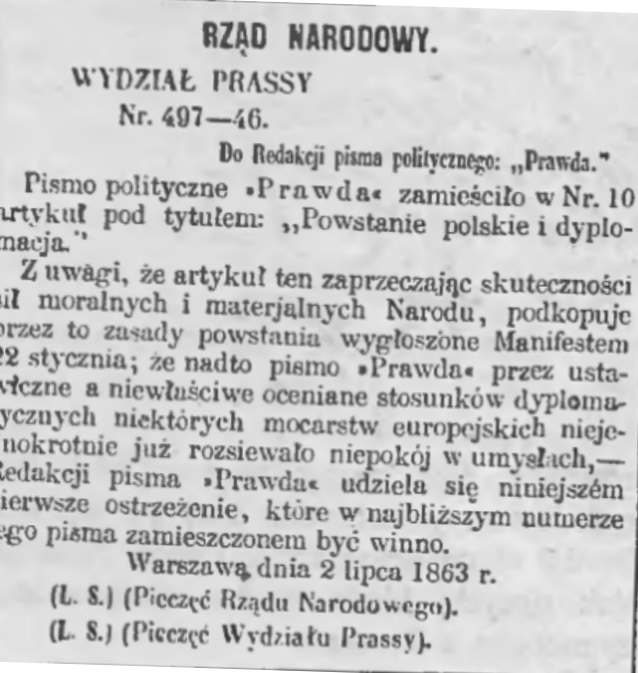 RZĄD NARODOWY.
WYDZIAŁ PRASSY
Nr. 497—46.
Do Redakcji pisma politycznego: „Prawda."
Pismo polityczne »Prawda« zamieściło w Nr. 10
artykuł pod tytułem: „Powstanie polskie i dyplo-
macja."
Z uwagi, że artykuł ten zaprzeczając skuteczności
sił moralnych i materjalnych Narodu, podkopuje
przez to zasady powstania wygłoszone Manifestem
22 stycznia; że nadto pismo »Prawda« przez usta-
wiczne a niewłaściwe oceniane stosunków dyploma-
tycznych niektórych mocarstw europejskich nieje-
dnokrotnie już rozsiewało niepokój w umysłach,—
Redakcji pisma »Prawda« udziela się niniejszém
pierwsze ostrzeżenie, które w najbliższym numerze
tego pisma zamieszczonem być winno.
Warszawą dnia 2 lipca 1863 r.
(L. S.) (Pieczęć Rządu Narodowego).
(L. S.) (Pieczęć Wydziału Prassy).